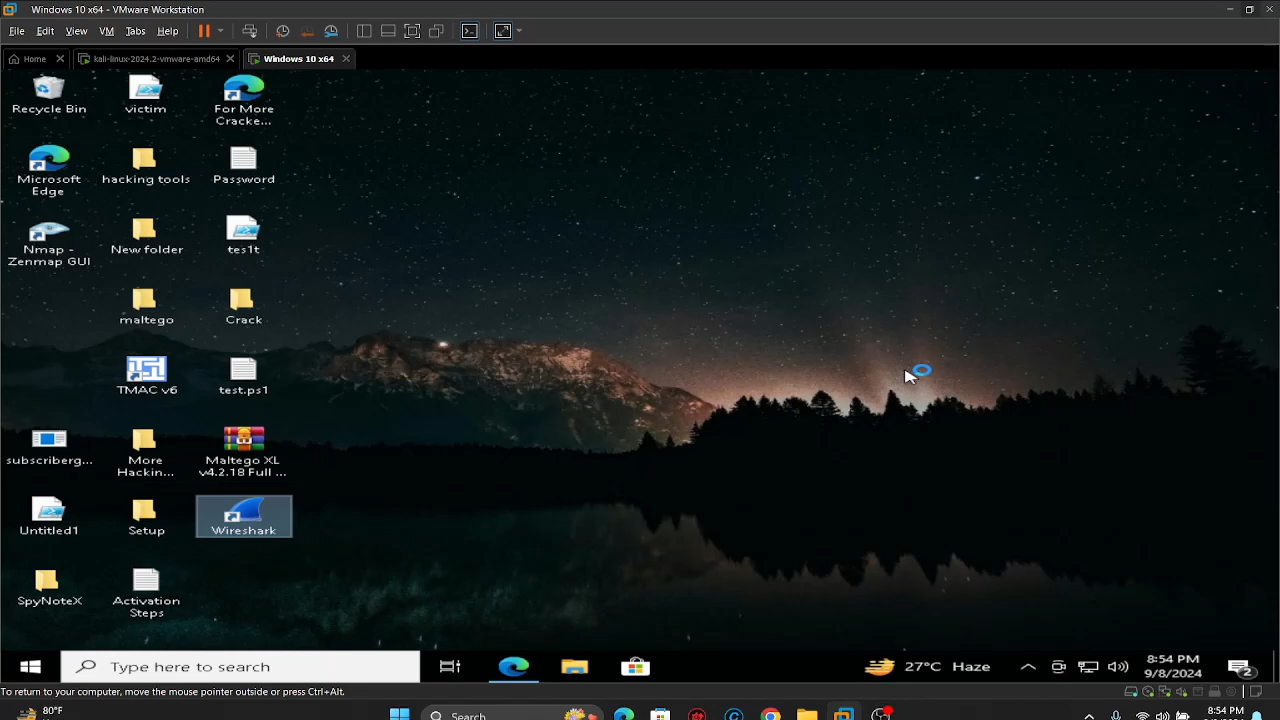 Windows 10 x64 - VMware Workstation
File Edit View VM Tabs Help
Home kali-linux-2024.2-vmware-amd64 Windows 10 x64
Recycle Bin
victim
For More
Cracke...
Microsoft
Edge
hacking tools
Password
Nmap -
Zenmap GUI
New folder
tes1t
maltego
Crack
TMAC v6
test.ps1
subscriberg...
More
Hackin...
Maltego XL
v4.2.18 Full ...
Untitled1
Setup
Wireshark
SpyNoteX
Activation
Steps
Type here to search
27°C Haze
8:54 PM
9/8/2024
2
To return to your computer, move the mouse pointer outside or press Ctrl+Alt.
80°F
Search
8:54 PM